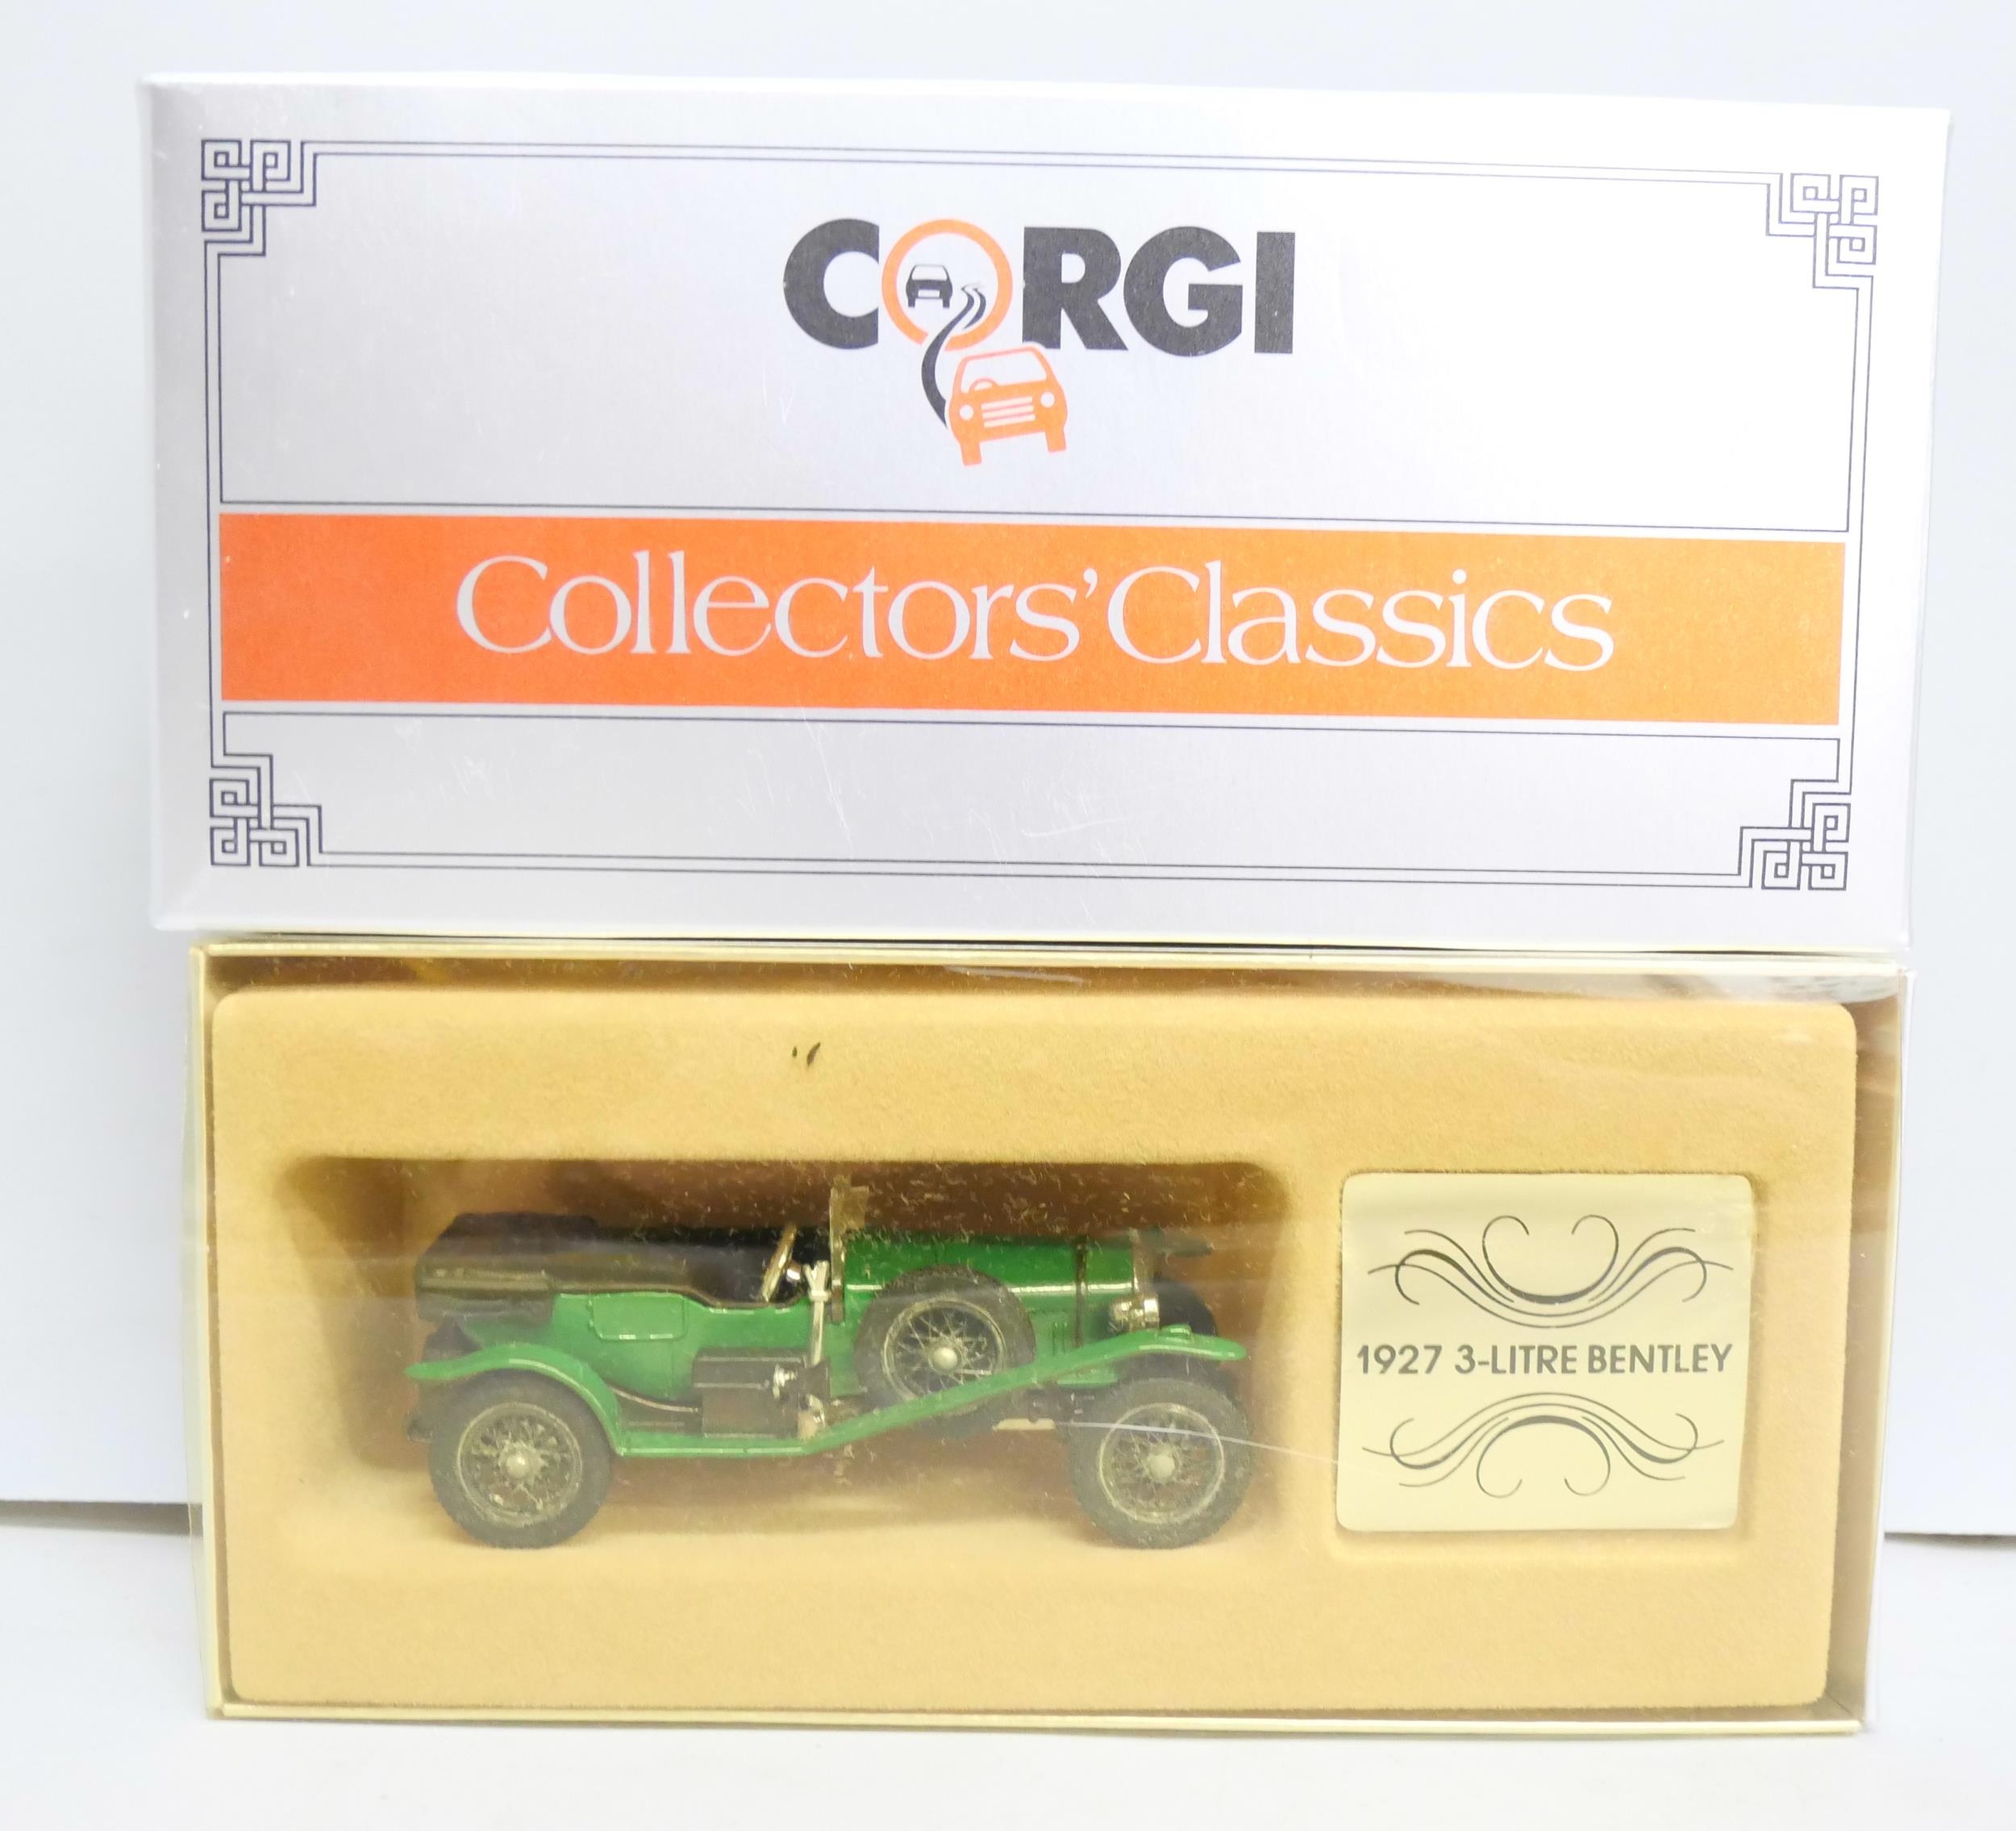 CORGI
Collectors' Classics
1927 3-LITRE BENTLEY